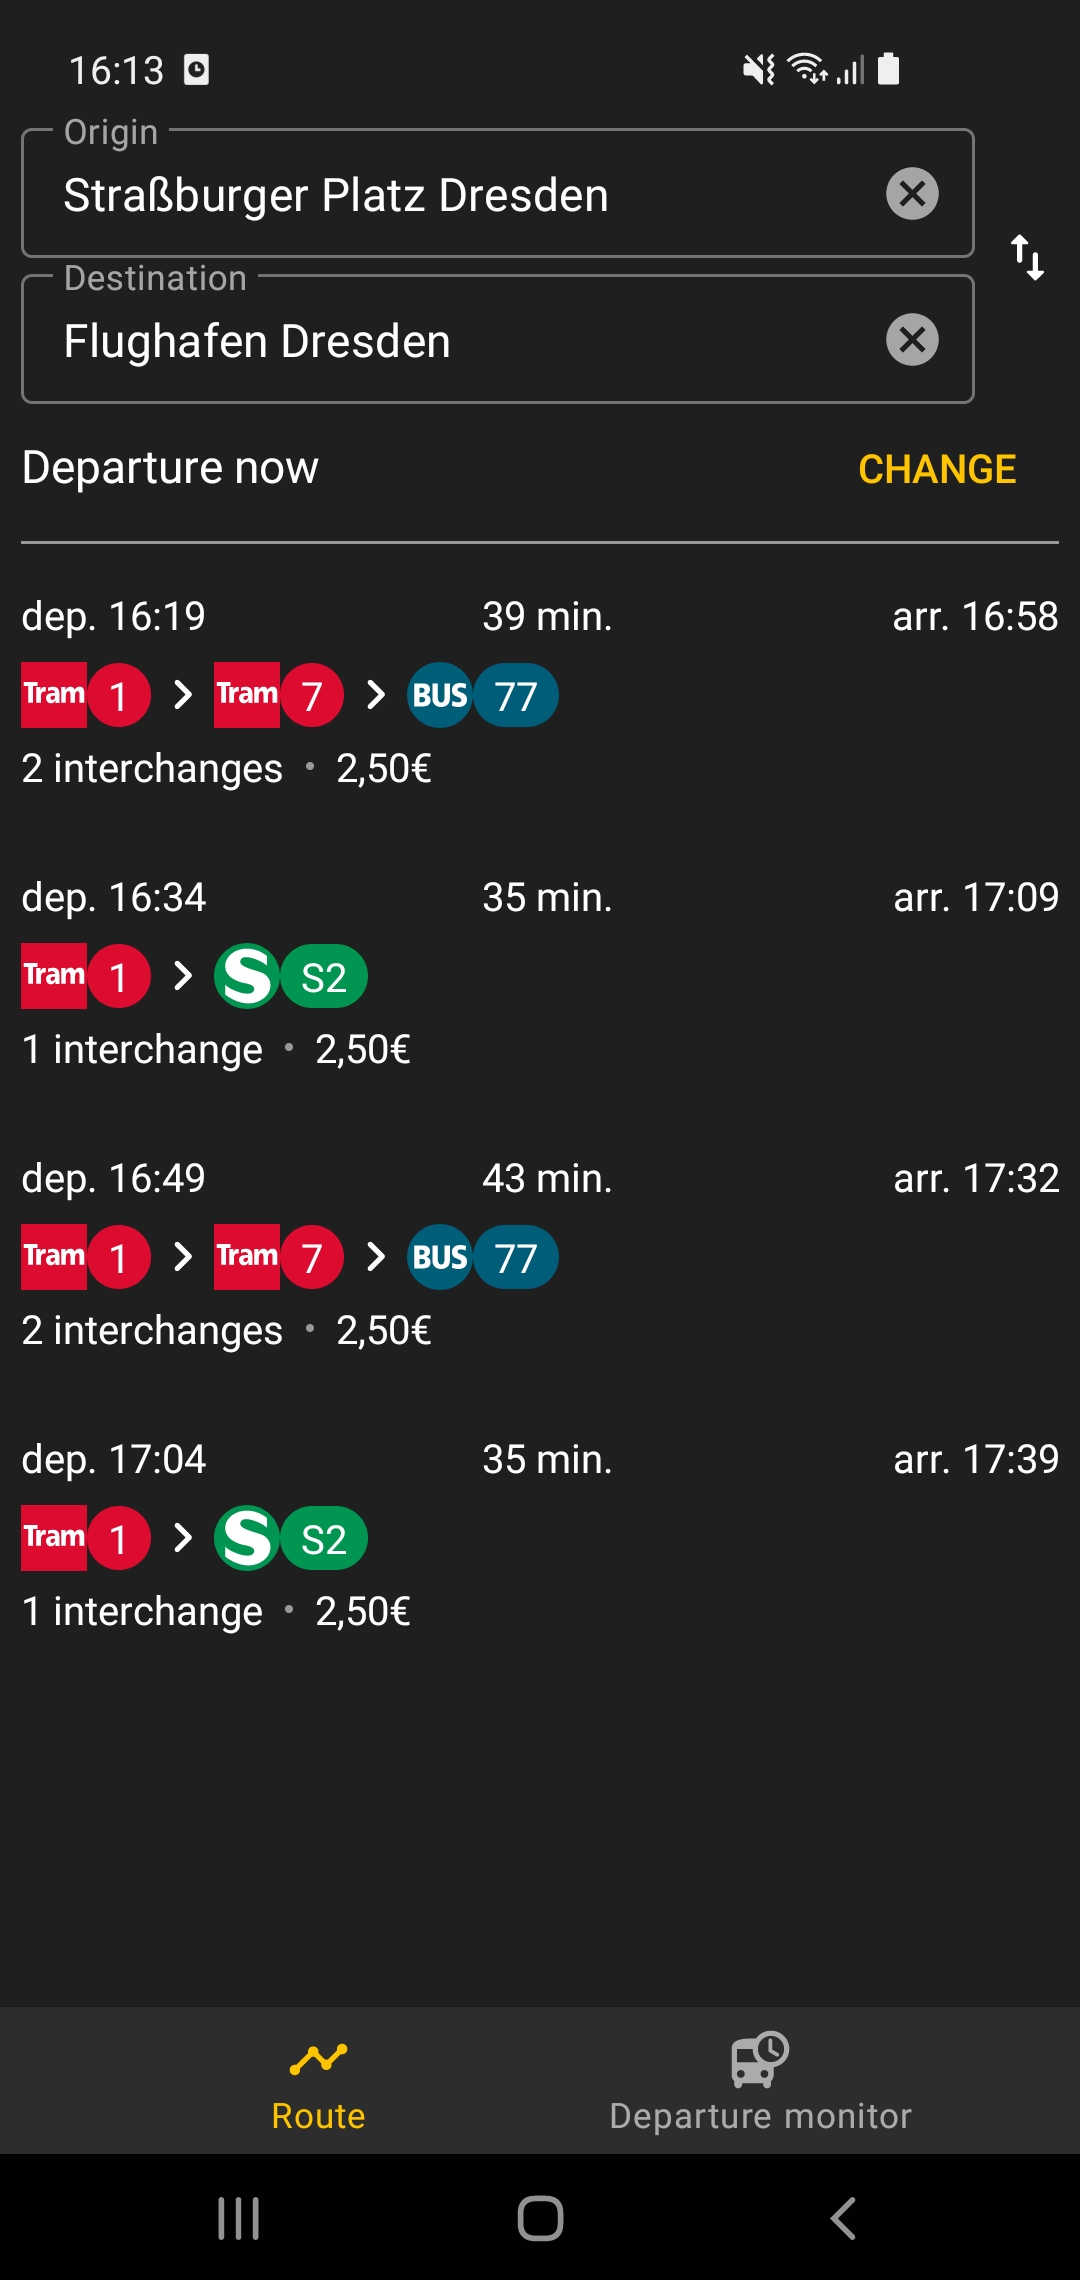 16:13
Origin
Straßburger Platz Dresden
Destination
Flughafen Dresden
Departure now CHANGE
dep. 16:19 39 min. arr. 16:58
Tram 1 Tram 7 BUS 77
2 interchanges • 2,50€
dep. 16:34 35 min. arr. 17:09
Tram 1 S S2
1 interchange • 2,50€
dep. 16:49 43 min. arr. 17:32
Tram 1 Tram 7 BUS 77
2 interchanges • 2,50€
dep. 17:04 35 min. arr. 17:39
Tram 1 S S2
1 interchange • 2,50€
Route Departure monitor